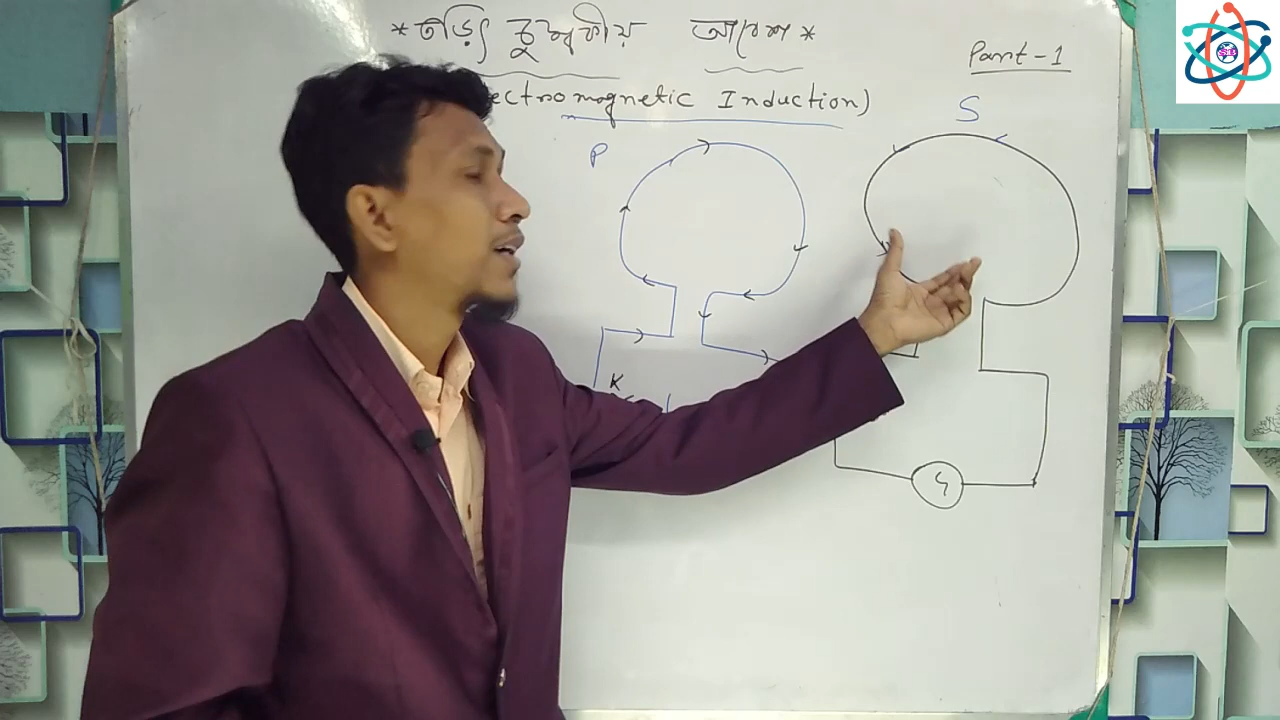 * তড়িৎ চুম্বকীয় আবেশ *
Part-1
ectromagnetic Induction)
P
S
K
G